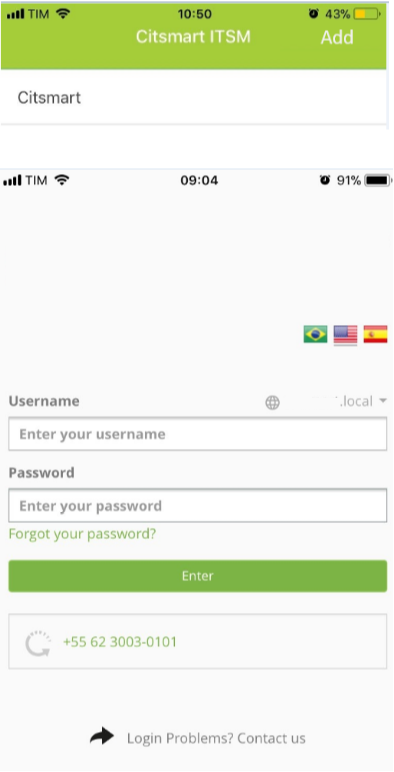 TIM 10:50 43%
Citsmart ITSM Add
Citsmart
TIM 09:04 91%
Username .local
Enter your username
Password
Enter your password
Forgot your password?
Enter
+55 62 3003-0101
Login Problems? Contact us